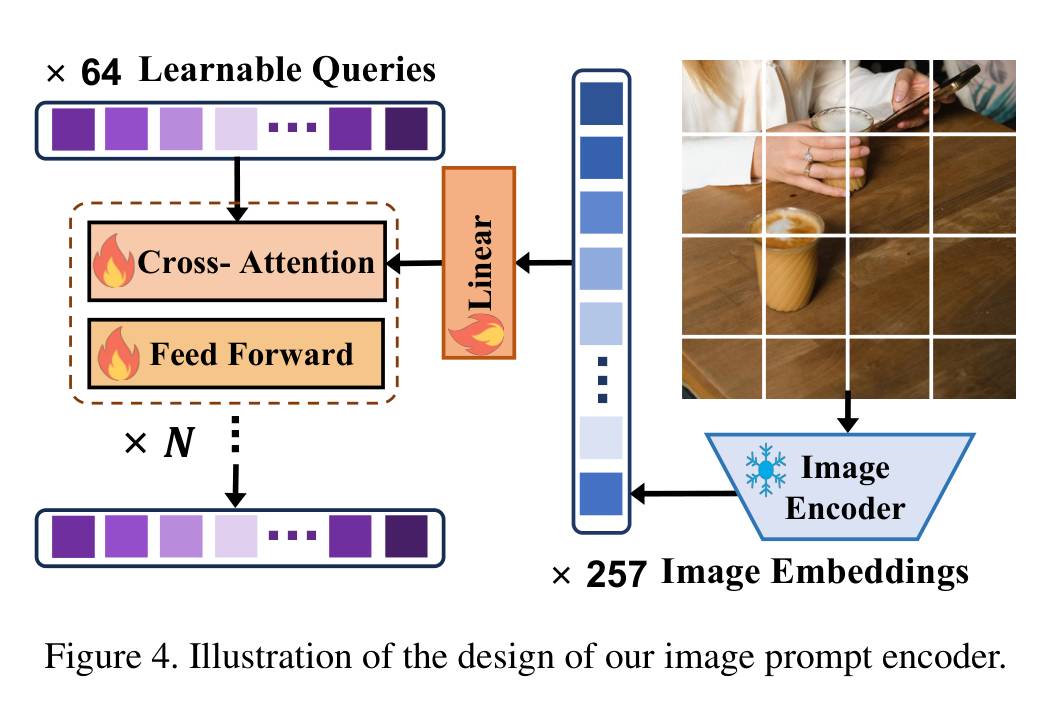 × 64 Learnable Queries
Cross- Attention
Feed Forward
× N
Linear
Image
Encoder
× 257 Image Embeddings
Figure 4. Illustration of the design of our image prompt encoder.